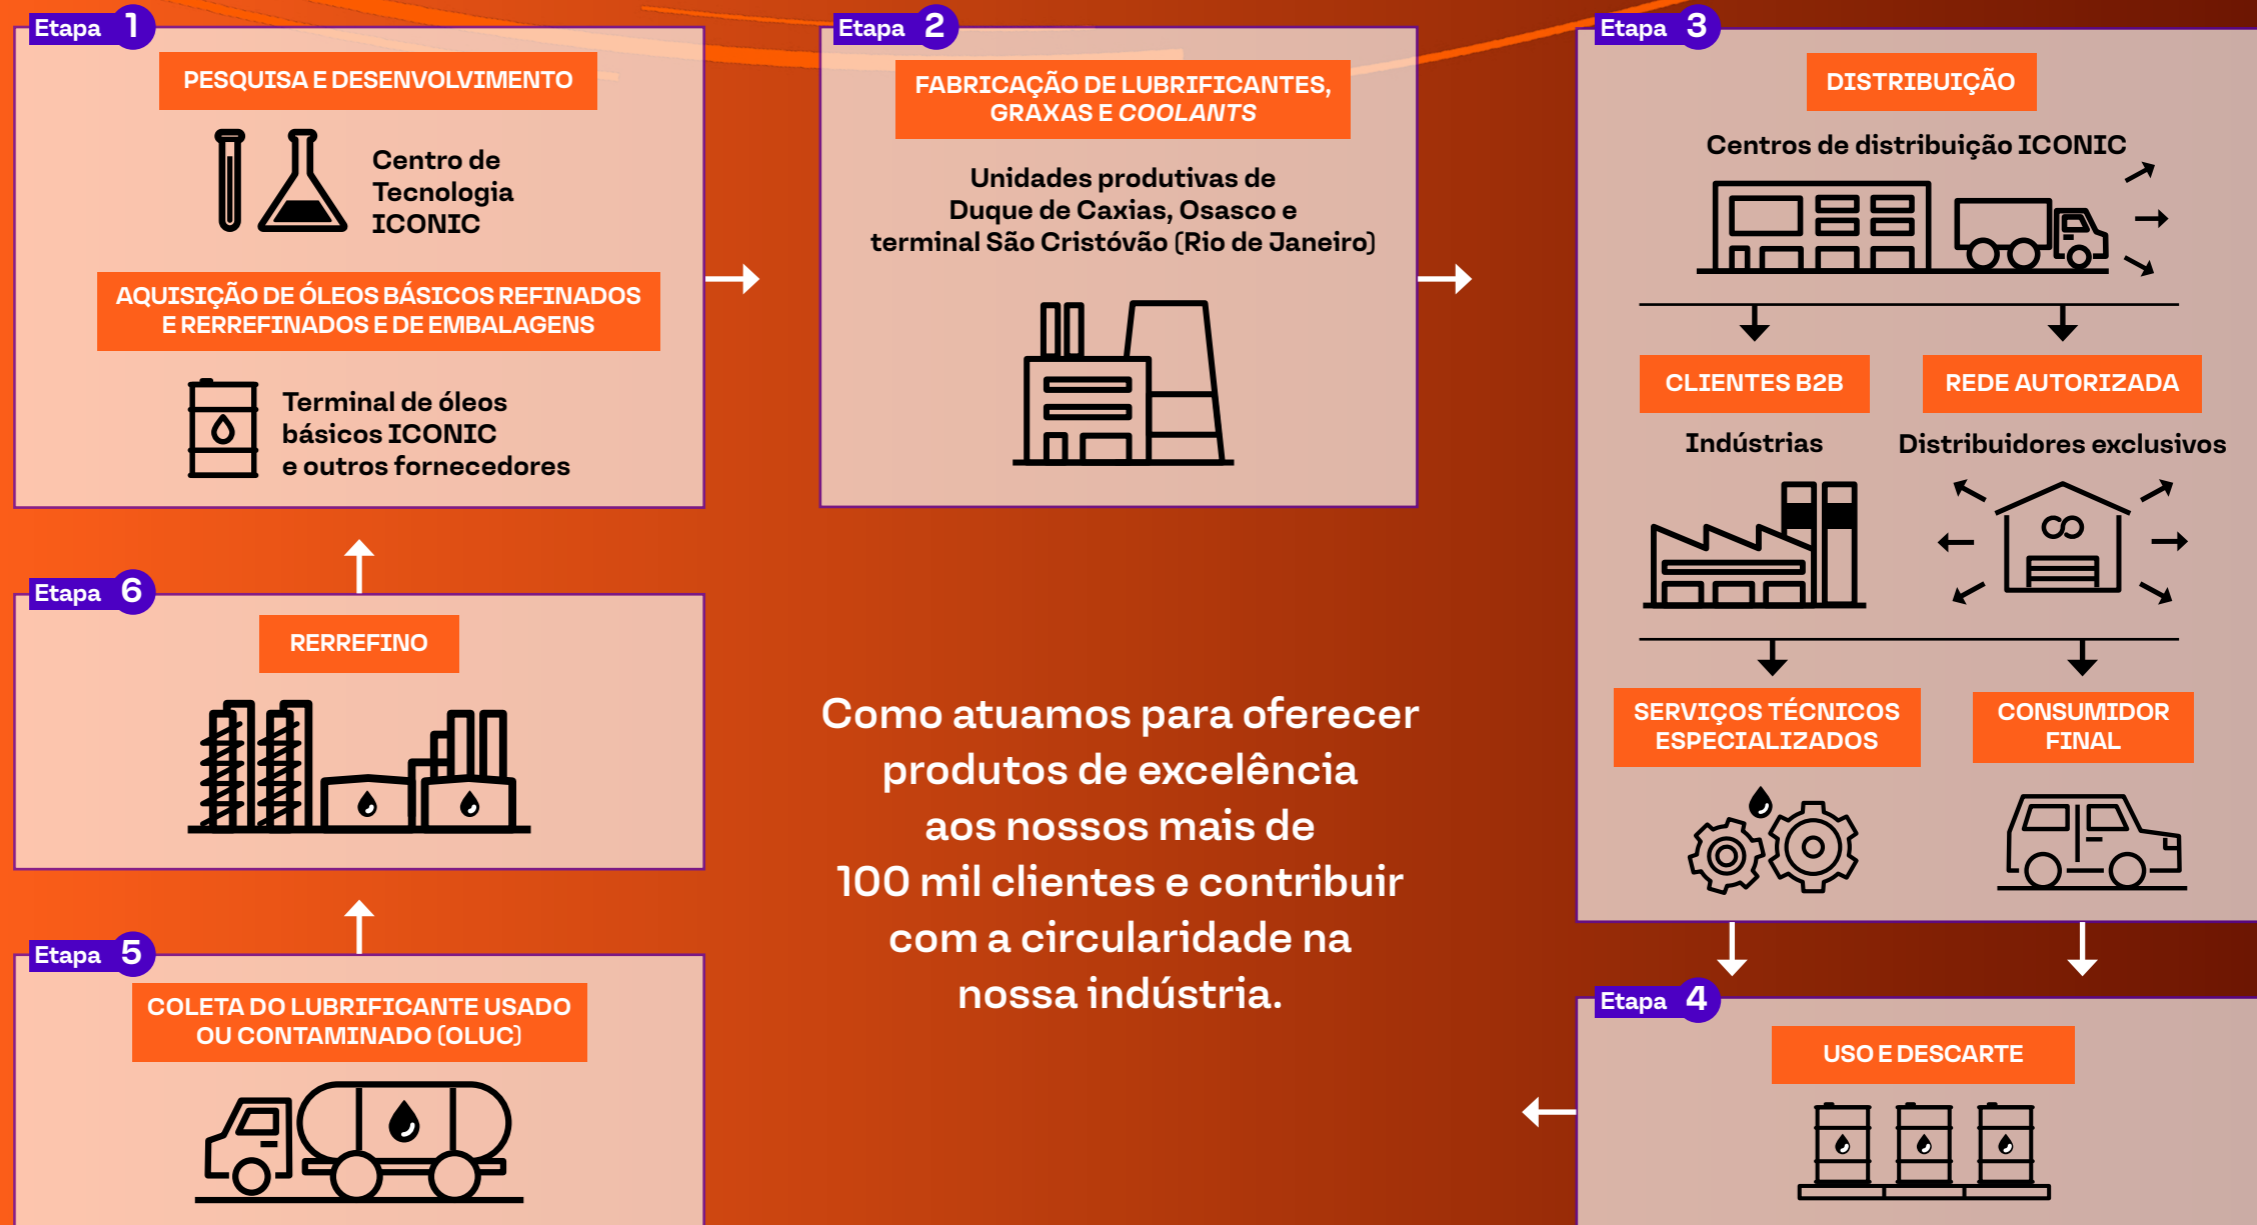 Etapa 1
PESQUISA E DESENVOLVIMENTO
Centro de
Tecnologia
ICONIC
AQUISIÇÃO DE ÓLEOS BÁSICOS REFINADOS
E RERREFINADOS E DE EMBALAGENS
Terminal de óleos
básicos ICONIC
e outros fornecedores
Etapa 2
FABRICAÇÃO DE LUBRIFICANTES,
GRAXAS E COOLANTS
Unidades produtivas de
Duque de Caxias, Osasco e
terminal São Cristóvão (Rio de Janeiro)
Etapa 3
DISTRIBUIÇÃO
Centros de distribuição ICONIC
CLIENTES B2B
Indústrias
REDE AUTORIZADA
Distribuidores exclusivos
SERVIÇOS TÉCNICOS
ESPECIALIZADOS
CONSUMIDOR
FINAL
Etapa 4
USO E DESCARTE
Etapa 5
COLETA DO LUBRIFICANTE USADO
OU CONTAMINADO (OLUC)
Etapa 6
RERREFINO
Como atuamos para oferecer
produtos de excelência
aos nossos mais de
100 mil clientes e contribuir
com a circularidade na
nossa indústria.